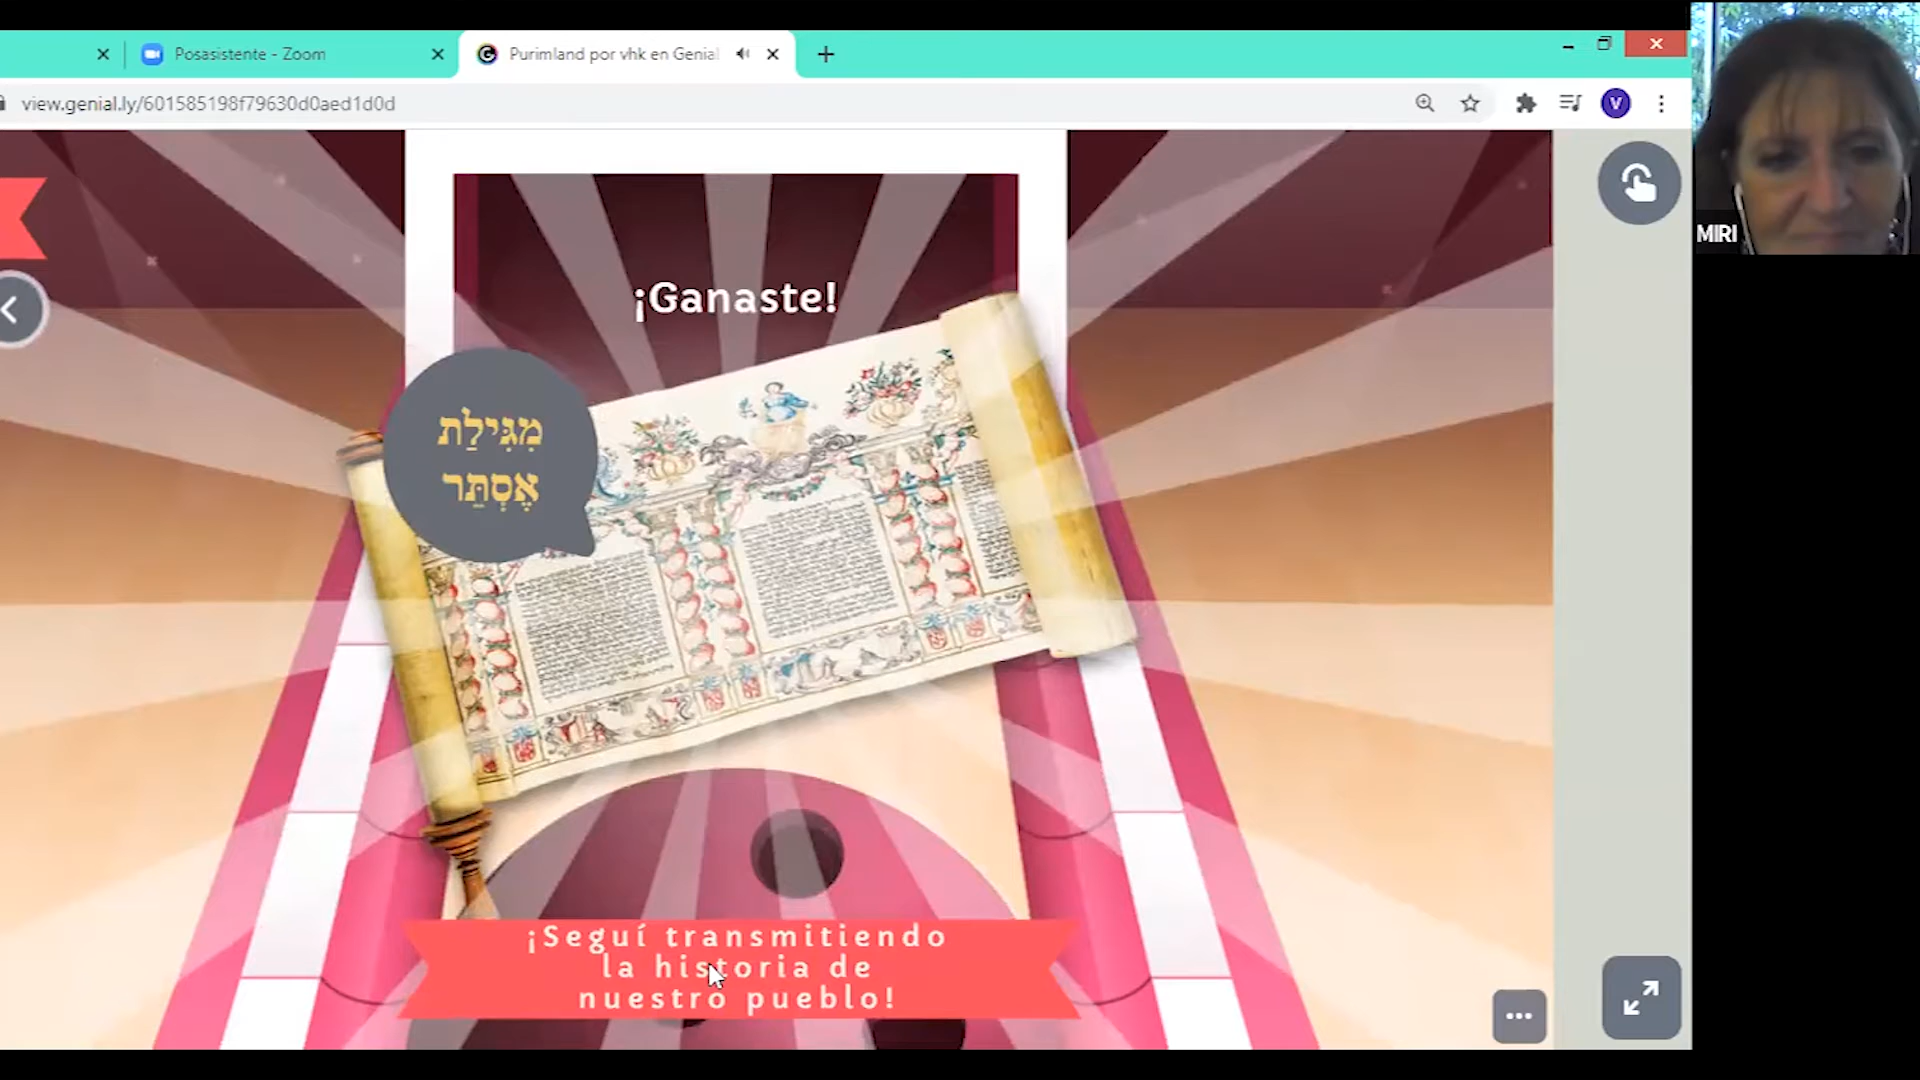 Posasistente - Zoom
Purimland por vhk en Genial
view.genial.ly/601585198f79630d0aed1d0d
V
MIRI
¡Ganaste!
מְגִּילַת
אֶסְתֵּר
¡Seguí transmitiendo
la historia de
nuestro pueblo!